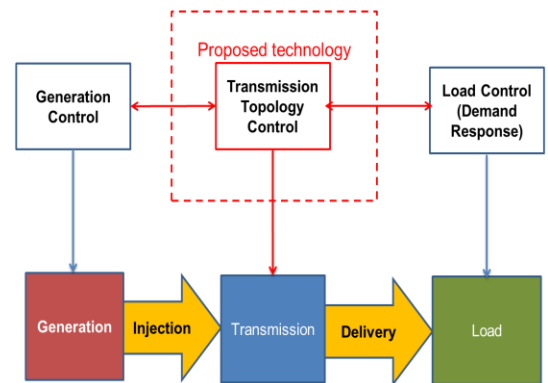 Proposed technology
Generation
Control
Transmission
Topology
Control
Load Control
(Demand
Response)
Generation
Injection
Transmission
Delivery
Load